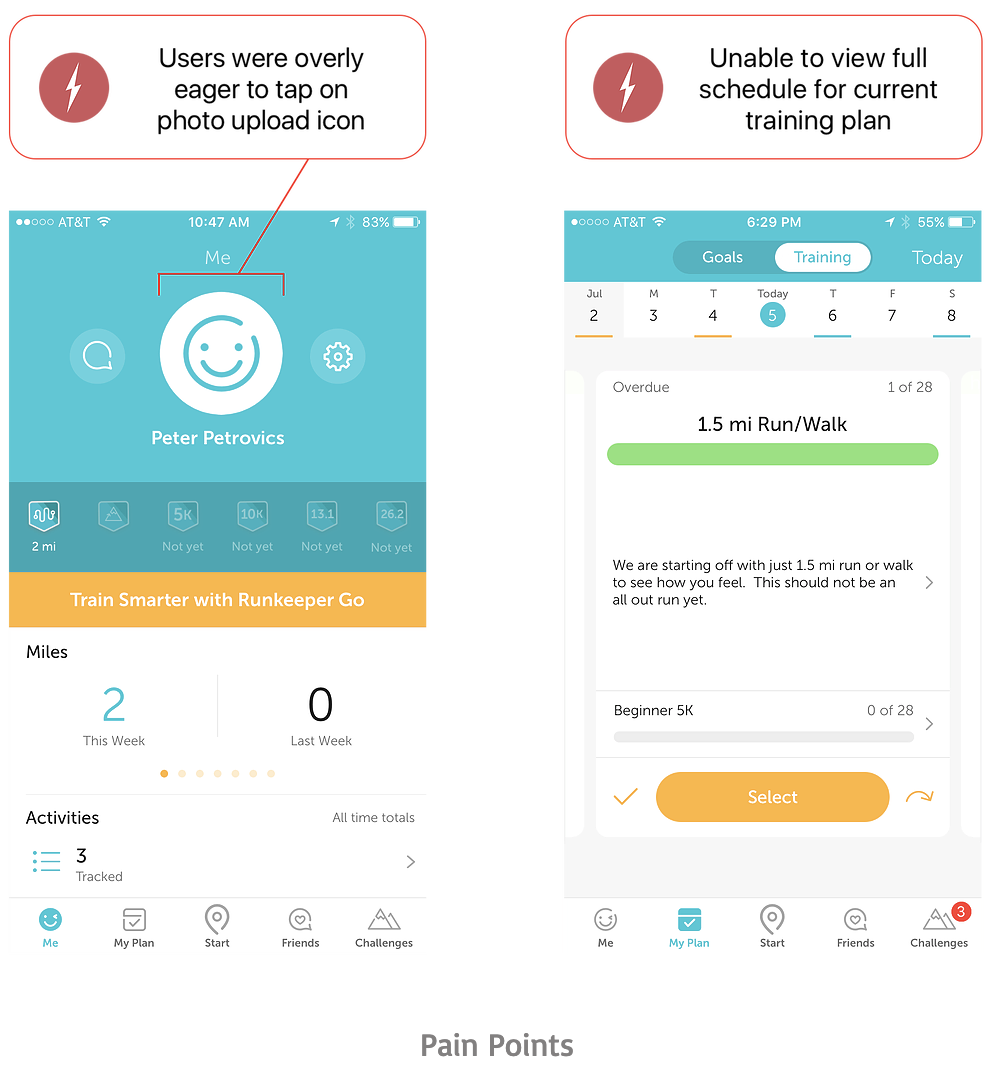 Users were overly
eager to tap on
photo upload icon
Unable to view full
schedule for current
training plan
AT&T 10:47 AM 83%
Me
Peter Petrovics
5K 10K 13.1 26.2
2 mi Not yet Not yet Not yet Not yet
Train Smarter with Runkeeper Go
Miles
2 0
This Week Last Week
Activities All time totals
3
Tracked
Me My Plan Start Friends Challenges
AT&T 6:29 PM 55%
Goals Training Today
Jul M T Today T F S
2 3 4 5 6 7 8
Overdue 1 of 28
1.5 mi Run/Walk
We are starting off with just 1.5 mi run or walk
to see how you feel.  This should not be an
all out run yet.
Beginner 5K 0 of 28
Select
3
Me My Plan Start Friends Challenges
Pain Points